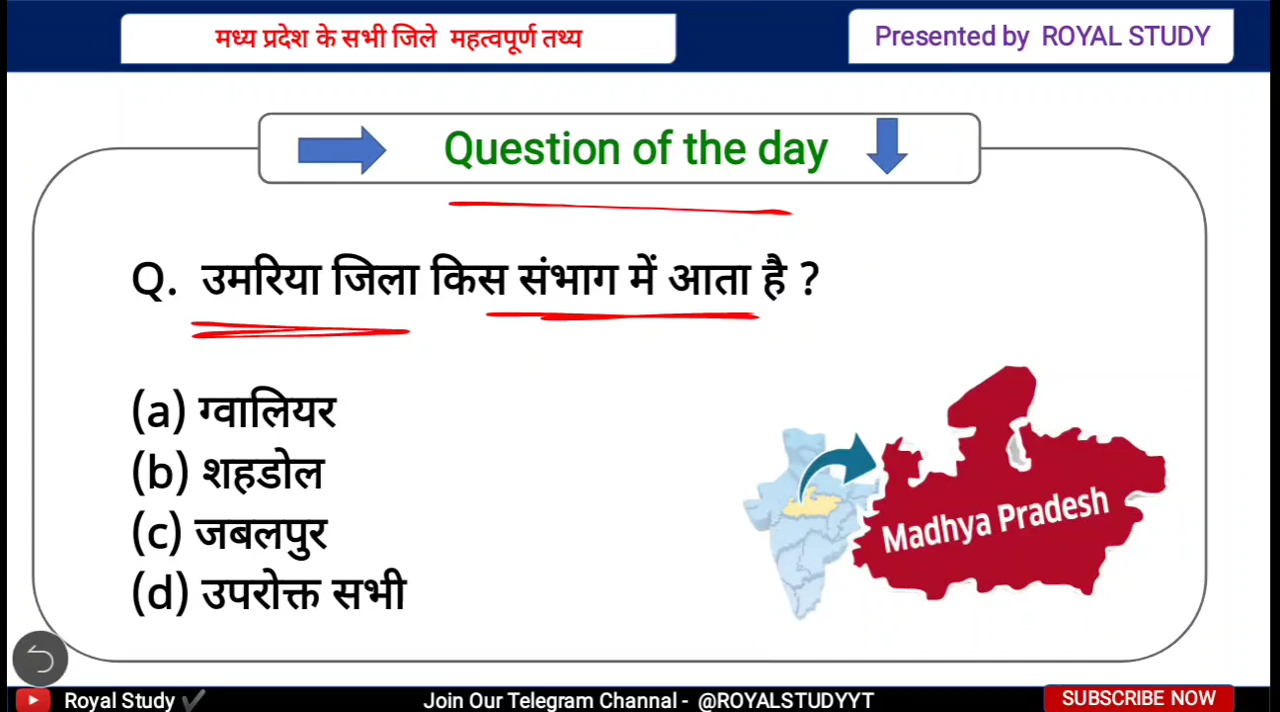 मध्य प्रदेश के सभी जिले महत्वपूर्ण तथ्य
Presented by ROYAL STUDY
Question of the day
Q. उमरिया जिला किस संभाग में आता है ?
(a) ग्वालियर
(b) शहडोल
(c) जबलपुर
(d) उपरोक्त सभी
Madhya Pradesh
Royal Study
Join Our Telegram Channal - @ROYALSTUDYYT
SUBSCRIBE NOW